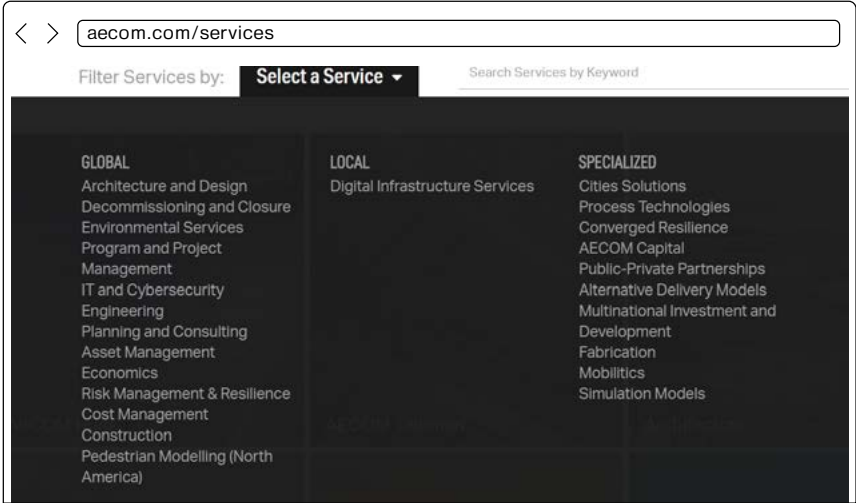 aecom.com/services
Filter Services by:
Select a Service
Search Services by Keyword
GLOBAL
Architecture and Design
Decommissioning and Closure
Environmental Services
Program and Project
Management
IT and Cybersecurity
Engineering
Planning and Consulting
Asset Management
Economics
Risk Management & Resilience
Cost Management
Construction
Pedestrian Modelling (North
America)
LOCAL
Digital Infrastructure Services
SPECIALIZED
Cities Solutions
Process Technologies
Converged Resilience
AECOM Capital
Public-Private Partnerships
Alternative Delivery Models
Multinational Investment and
Development
Fabrication
Mobilitics
Simulation Models